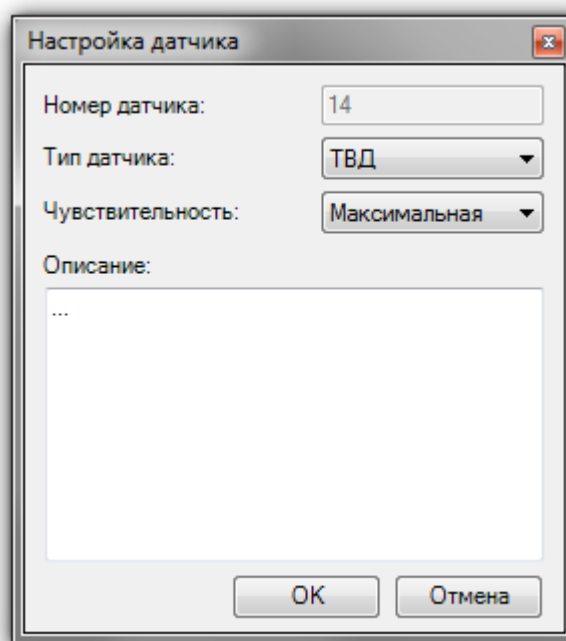 Настройка датчика
Номер датчика: 14
Тип датчика: ТВД
Чувствительность: Максимальная
Описание:
...
OK Отмена